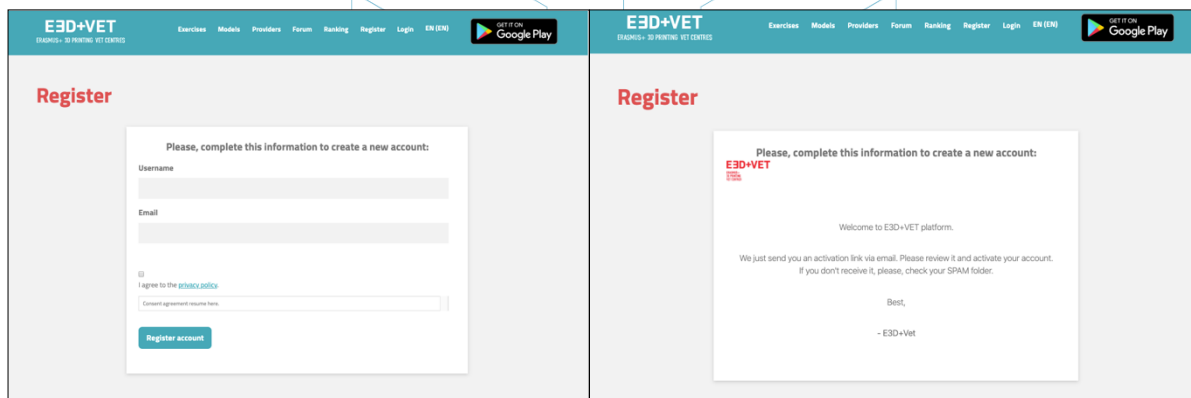 E3D+VET
ERASMUS+ 3D PRINTING VET CENTRES
Exercises Models Providers Forum Ranking Register Login EN (EN)
GET IT ON
Google Play
Register
Please, complete this information to create a new account:
Username
Email
I agree to the privacy policy.
Consent agreement resume here.
Register account
E3D+VET
ERASMUS+ 3D PRINTING VET CENTRES
Exercises Models Providers Forum Ranking Register Login EN (EN)
GET IT ON
Google Play
Register
Please, complete this information to create a new account:
E3D+VET
ERASMUS+
3D PRINTING
VET CENTRES
Welcome to E3D+VET platform.
We just send you an activation link via email. Please review it and activate your account.
If you don't receive it, please, check your SPAM folder.
Best,
- E3D+Vet